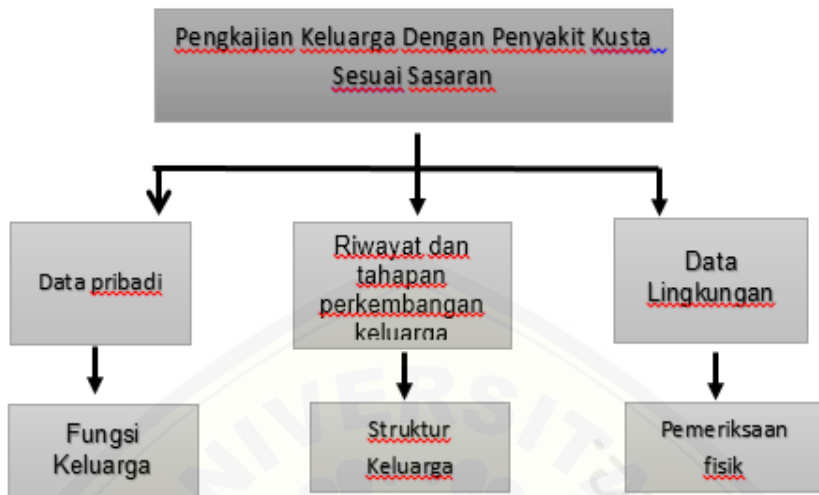 Pengkajian Keluarga Dengan Penyakit Kusta
Sesuai Sasaran
Data pribadi
Riwayat dan
tahapan
perkembangan
keluarga
Data
Lingkungan
Fungsi
Keluarga
Struktur
Keluarga
Pemeriksaan
fisik
UNIVERSITA